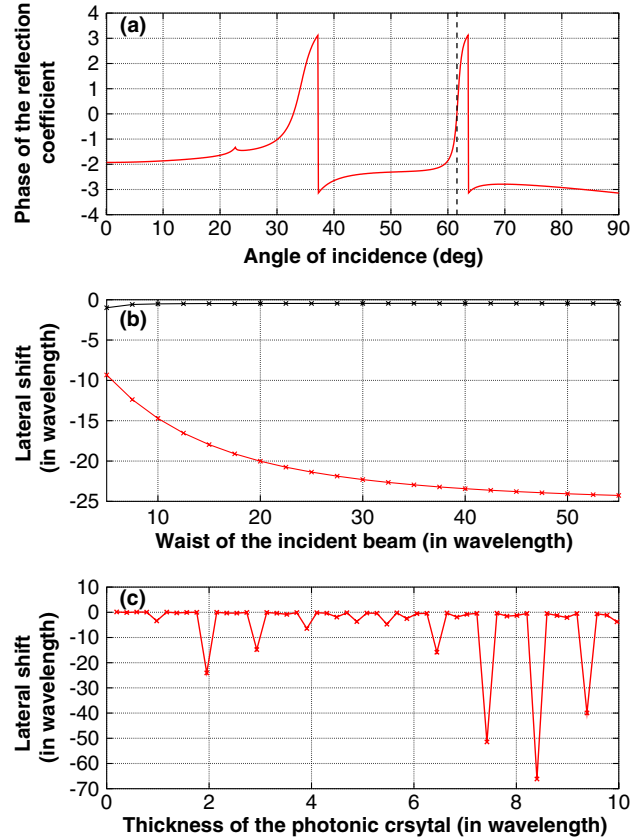 (a)
Phase of the reflection
coefficient
4
3
2
1
0
-1
-2
-3
-4
0 10 20 30 40 50 60 70 80 90
Angle of incidence (deg)
(b)
Lateral shift
(in wavelength)
0
-5
-10
-15
-20
-25
10 20 30 40 50
Waist of the incident beam (in wavelength)
(c)
Lateral shift
(in wavelength)
10
0
-10
-20
-30
-40
-50
-60
-70
0 2 4 6 8 10
Thickness of the photonic crsytal (in wavelength)